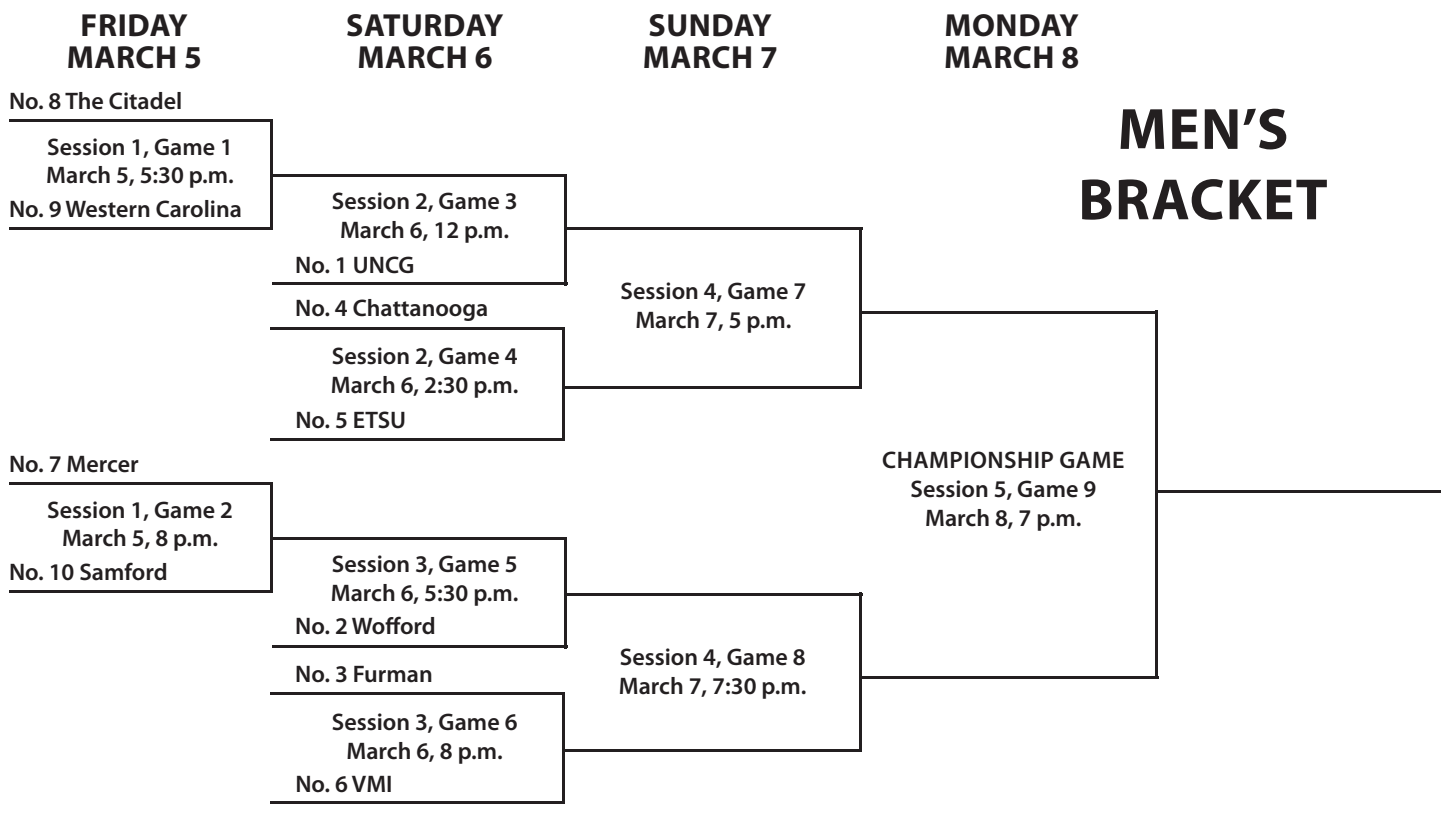 FRIDAY
MARCH 5
SATURDAY
MARCH 6
SUNDAY
MARCH 7
MONDAY
MARCH 8
MEN’S
BRACKET
No. 8 The Citadel
Session 1, Game 1
March 5, 5:30 p.m.
No. 9 Western Carolina
Session 2, Game 3
March 6, 12 p.m.
No. 1 UNCG
No. 4 Chattanooga
Session 2, Game 4
March 6, 2:30 p.m.
No. 5 ETSU
Session 4, Game 7
March 7, 5 p.m.
No. 7 Mercer
Session 1, Game 2
March 5, 8 p.m.
No. 10 Samford
Session 3, Game 5
March 6, 5:30 p.m.
No. 2 Wofford
No. 3 Furman
Session 3, Game 6
March 6, 8 p.m.
No. 6 VMI
Session 4, Game 8
March 7, 7:30 p.m.
CHAMPIONSHIP GAME
Session 5, Game 9
March 8, 7 p.m.